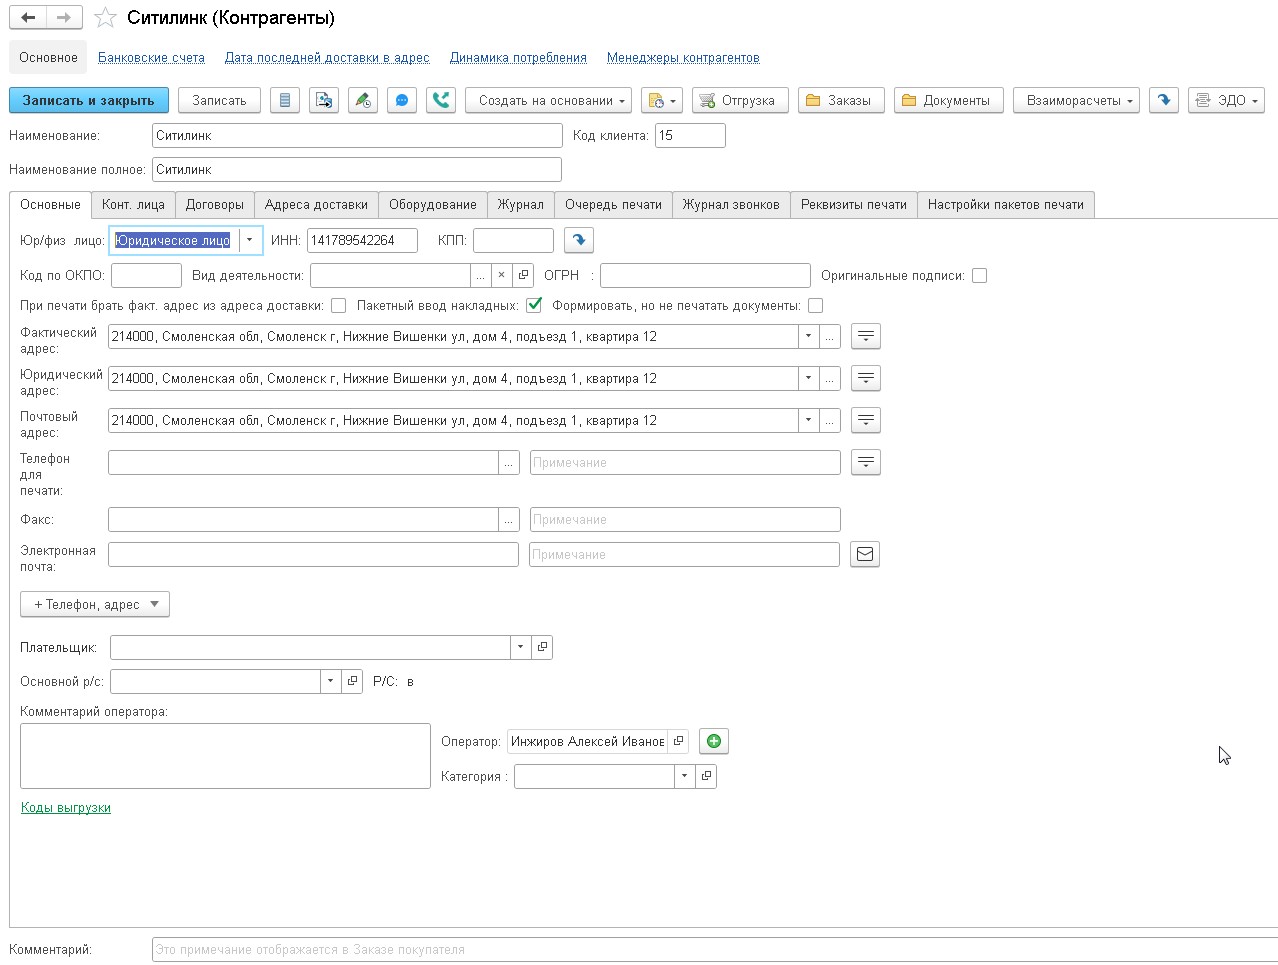 Ситилинк (Контрагенты)
Основное Банковские счета Дата последней доставки в адрес Динамика потребления Менеджеры контрагентов
Записать и закрыть Записать Создать на основании Отгрузка Заказы Документы Взаиморасчеты ЭДО
Наименование: Ситилинк Код клиента: 15
Наименование полное: Ситилинк
Основные Конт. лица Договоры Адреса доставки Оборудование Журнал Очередь печати Журнал звонков Реквизиты печати Настройки пакетов печати
Юр/физ лицо: Юридическое лицо ИНН: 141789542264 КПП:
Код по ОКПО: Вид деятельности: ... × ОГРН : Оригинальные подписи:
При печати брать факт. адрес из адреса доставки: Пакетный ввод накладных: Формировать, но не печатать документы:
Фактический
адрес: 214000, Смоленская обл, Смоленск г, Нижние Вишенки ул, дом 4, подъезд 1, квартира 12 ...
Юридический
адрес: 214000, Смоленская обл, Смоленск г, Нижние Вишенки ул, дом 4, подъезд 1, квартира 12 ...
Почтовый
адрес: 214000, Смоленская обл, Смоленск г, Нижние Вишенки ул, дом 4, подъезд 1, квартира 12 ...
Телефон
для
печати: ... Примечание
Факс: ... Примечание
Электронная
почта: Примечание
+ Телефон, адрес
Плательщик:
Основной р/с: Р/С: в
Комментарий оператора:
Оператор: Инжиров Алексей Иванов
Категория :
Коды выгрузки
Комментарий: Это примечание отображается в Заказе покупателя